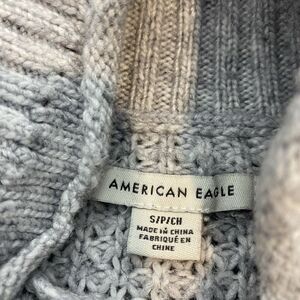 AMERICAN EAGLE
S/P/CH
MADE IN CHINA
FABRIQUÉ EN
CHINE